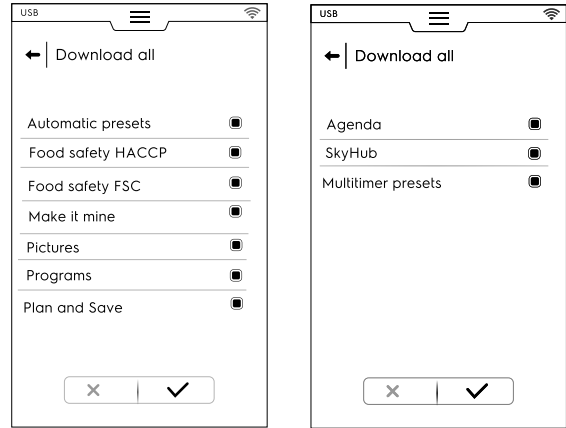 USB
Download all
Automatic presets
Food safety HACCP
Food safety FSC
Make it mine
Pictures
Programs
Plan and Save
USB
Download all
Agenda
SkyHub
Multitimer presets